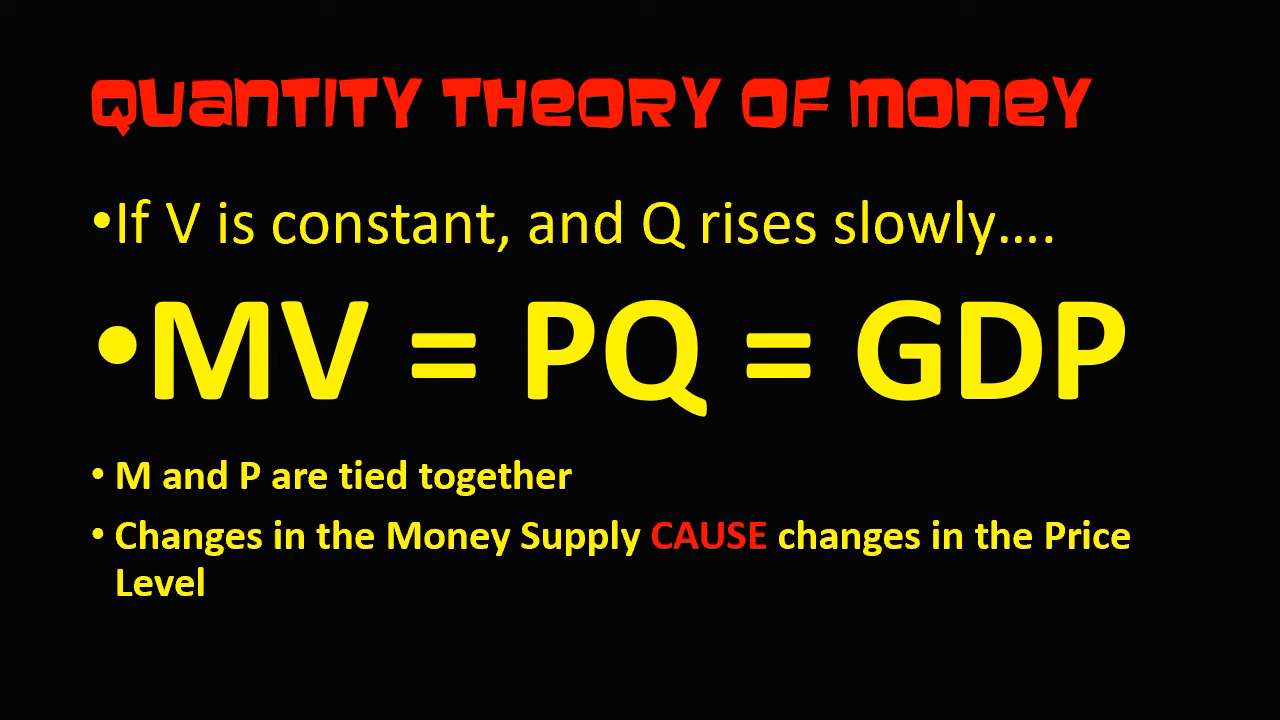 QUANTITY THEORY OF MONEY
•If V is constant, and Q rises slowly….
•MV = PQ = GDP
• M and P are tied together
• Changes in the Money Supply CAUSE changes in the Price
Level